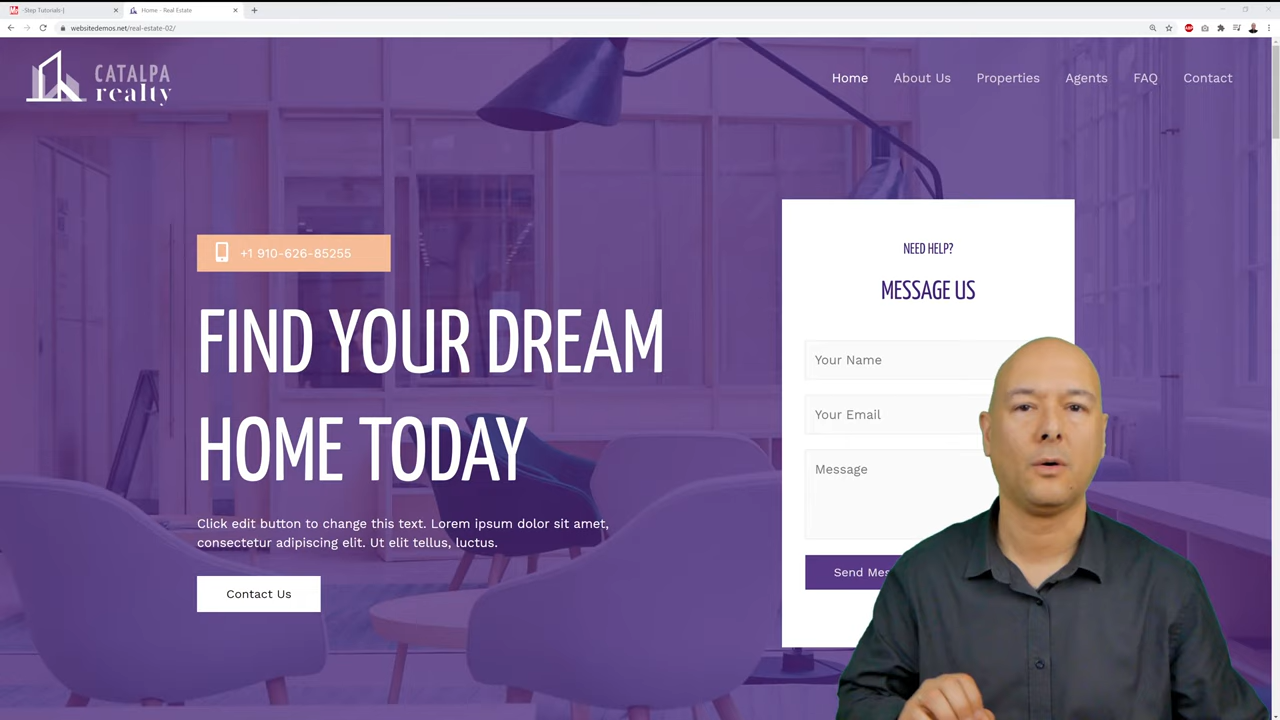 -Step Tutorials-|
Home - Real Estate
websitedemos.net/real-estate-02/
CATALPA
realty
Home
About Us
Properties
Agents
FAQ
Contact
+1 910-626-85255
FIND YOUR DREAM
HOME TODAY
Click edit button to change this text. Lorem ipsum dolor sit amet,
consectetur adipiscing elit. Ut elit tellus, luctus.
Contact Us
NEED HELP?
MESSAGE US
Your Name
Your Email
Message
Send Mes